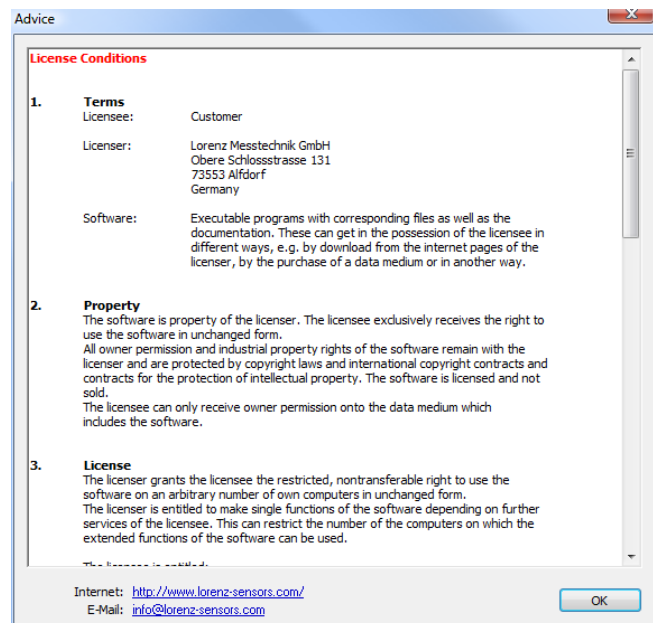 Advice
License Conditions
1. Terms
Licensee: Customer
Licenser: Lorenz Messtechnik GmbH
Obere Schlossstrasse 131
73553 Alfdorf
Germany
Software: Executable programs with corresponding files as well as the
documentation. These can get in the possession of the licensee in
different ways, e.g. by download from the internet pages of the
licenser, by the purchase of a data medium or in another way.
2. Property
The software is property of the licenser. The licensee exclusively receives the right to
use the software in unchanged form.
All owner permission and industrial property rights of the software remain with the
licenser and are protected by copyright laws and international copyright contracts and
contracts for the protection of intellectual property. The software is licensed and not
sold.
The licensee can only receive owner permission onto the data medium which
includes the software.
3. License
The licenser grants the licensee the restricted, nontransferable right to use the
software on an arbitrary number of own computers in unchanged form.
The licenser is entitled to make single functions of the software depending on further
services of the licensee. This can restrict the number of the computers on which the
extended functions of the software can be used.
Internet: http://www.lorenz-sensors.com/
E-Mail: info@lorenz-sensors.com
OK